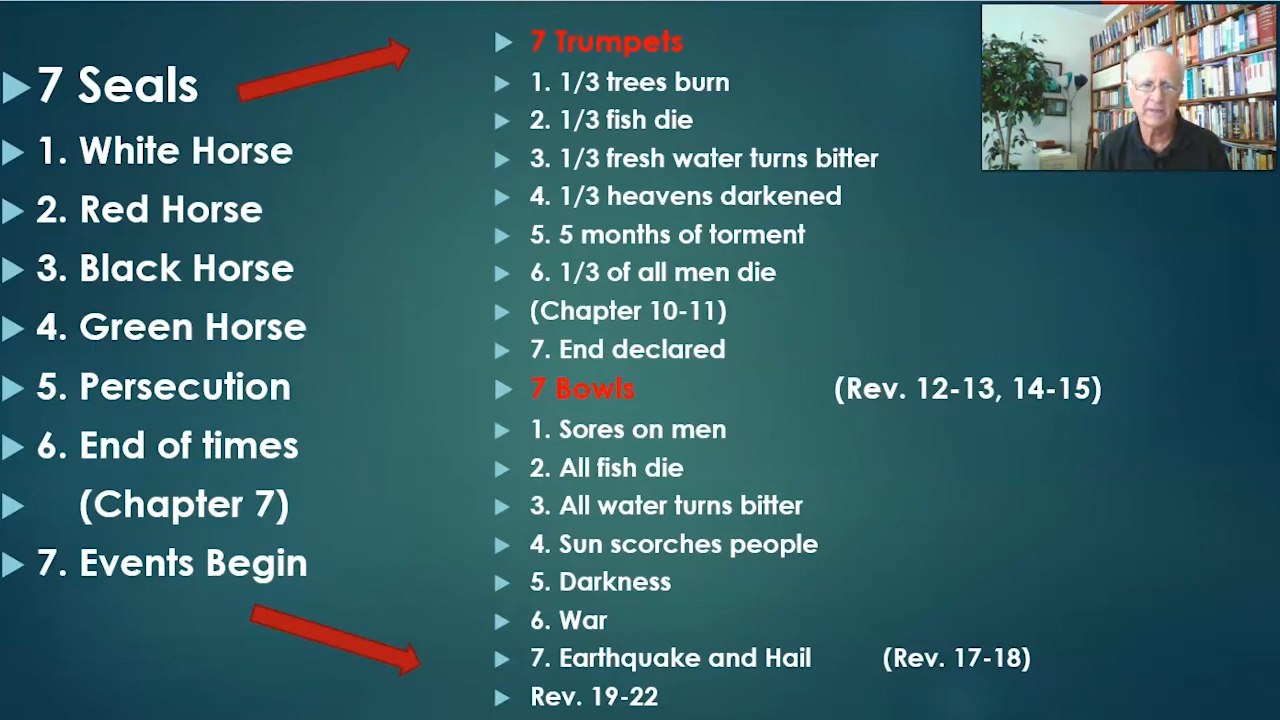 7 Seals
1. White Horse
2. Red Horse
3. Black Horse
4. Green Horse
5. Persecution
6. End of times
(Chapter 7)
7. Events Begin
7 Trumpets
1. 1/3 trees burn
2. 1/3 fish die
3. 1/3 fresh water turns bitter
4. 1/3 heavens darkened
5. 5 months of torment
6. 1/3 of all men die
(Chapter 10-11)
7. End declared
7 Bowls (Rev. 12-13, 14-15)
1. Sores on men
2. All fish die
3. All water turns bitter
4. Sun scorches people
5. Darkness
6. War
7. Earthquake and Hail (Rev. 17-18)
Rev. 19-22